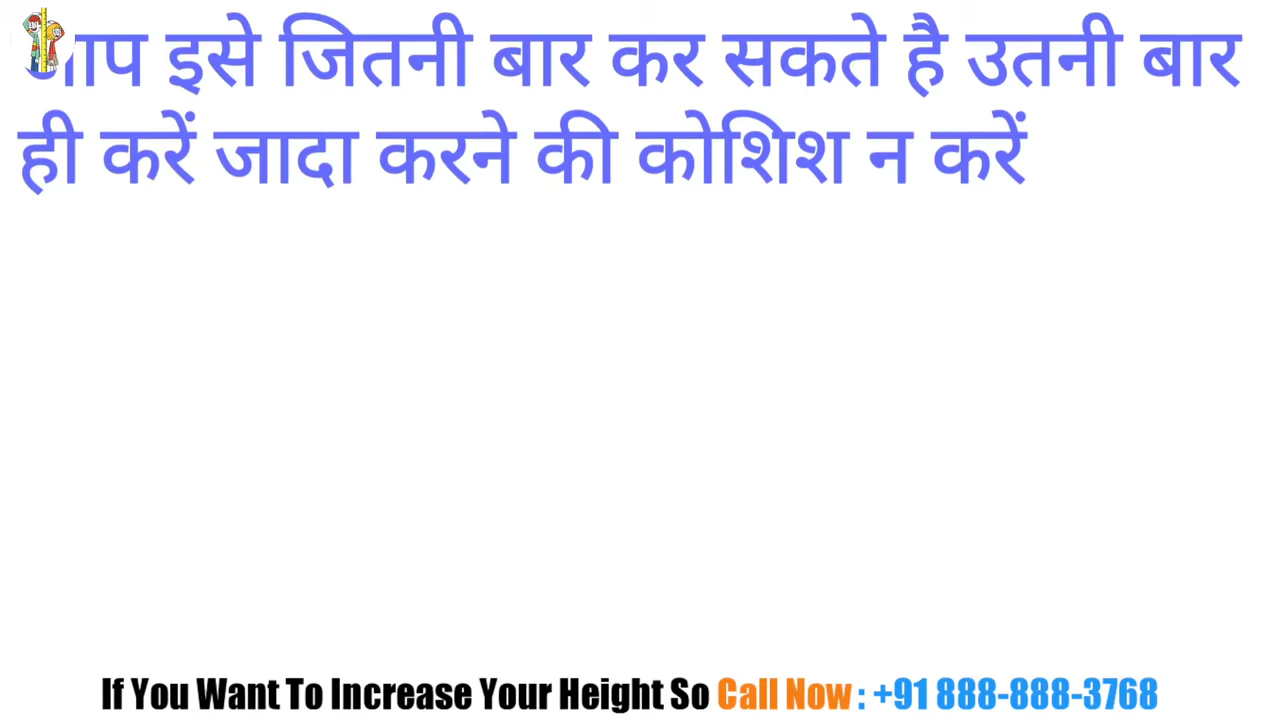 आप इसे जितनी बार कर सकते है उतनी बार
ही करें जादा करने की कोशिश न करें
If You Want To Increase Your Height So Call Now : +91 888-888-3768